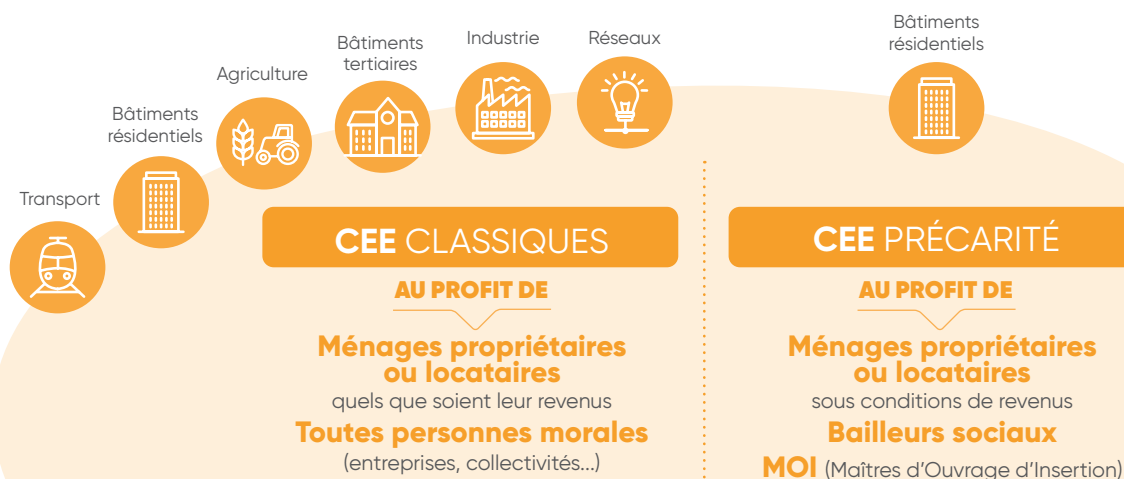 Transport
Bâtiments
résidentiels
Agriculture
Bâtiments
tertiaires
Industrie
Réseaux
CEE CLASSIQUES
AU PROFIT DE
Ménages propriétaires
ou locataires
quels que soient leur revenus
Toutes personnes morales
(entreprises, collectivités...)
Bâtiments
résidentiels
CEE PRÉCARITÉ
AU PROFIT DE
Ménages propriétaires
ou locataires
sous conditions de revenus
Bailleurs sociaux
MOI (Maîtres d'Ouvrage d'Insertion)